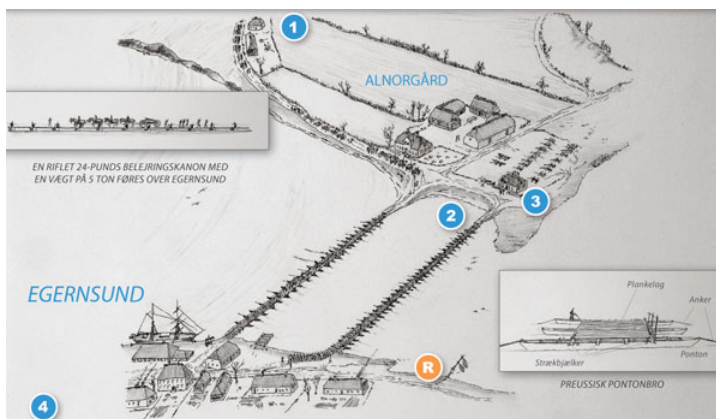 1
ALNORGÅRD
EN RIFLET 24-PUNDS BELEJRINGSKANON MED
EN VÆGT PÅ 5 TON FØRES OVER EGERNSUND
2
3
EGERNSUND
Plankelag
Anker
Strækbjælker
Ponton
PREUSSISK PONTONBRO
R
4